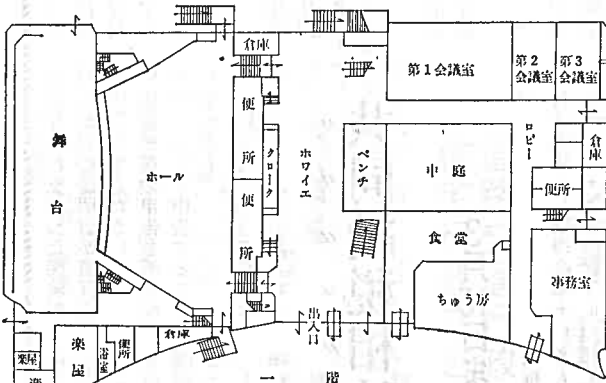 倉庫
第1会議室
第2
会議室
第3
会議室
舞台
ホール
便所
便所
クローク
ホワイエ
ベンチ
中庭
ロビー
倉庫
便所
食堂
ちゅう房
事務室
出入口
倉庫
便所
浴室
楽屋
楽屋
楽
一階